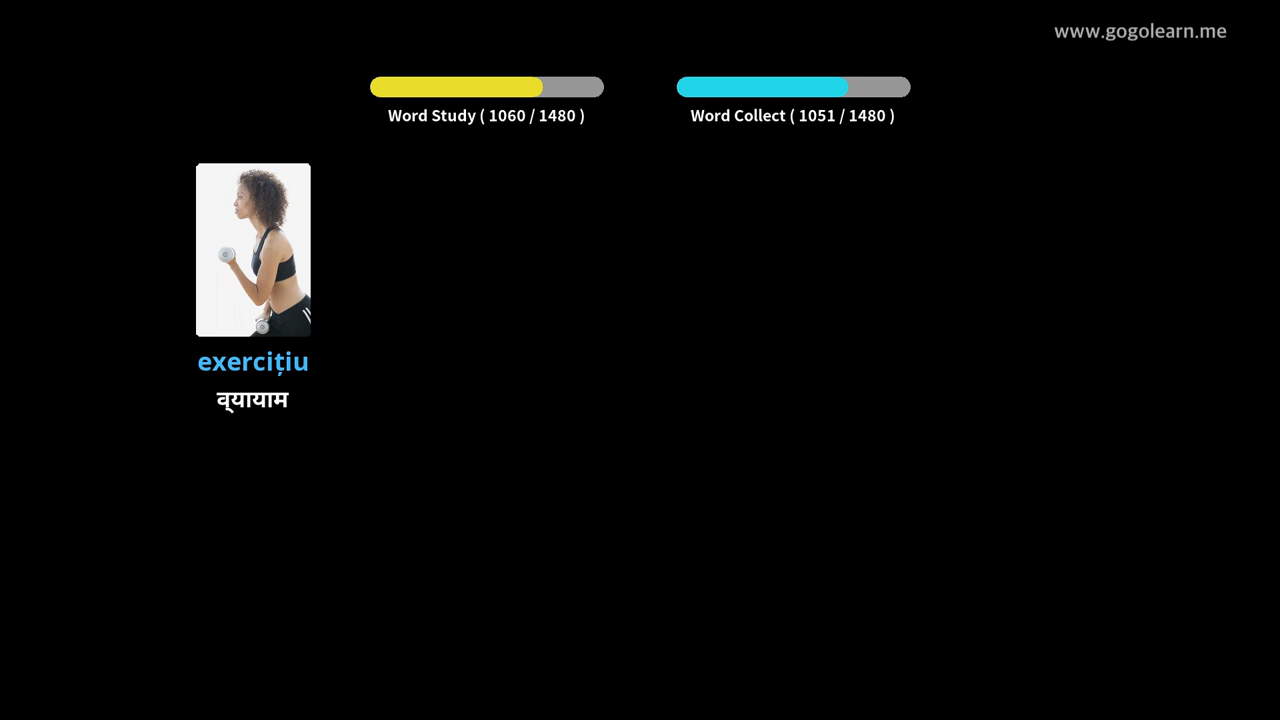 www.gogolearn.me
Word Study ( 1060 / 1480 )
Word Collect ( 1051 / 1480 )
exercițiu
व्यायाम